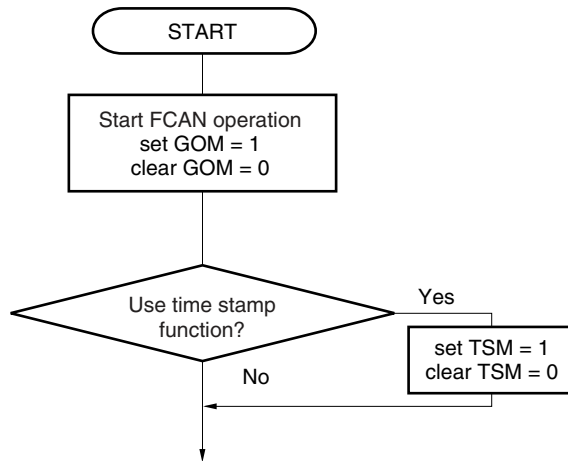 START
Start FCAN operation
set GOM = 1
clear GOM = 0
Use time stamp
function?
Yes
set TSM = 1
clear TSM = 0
No